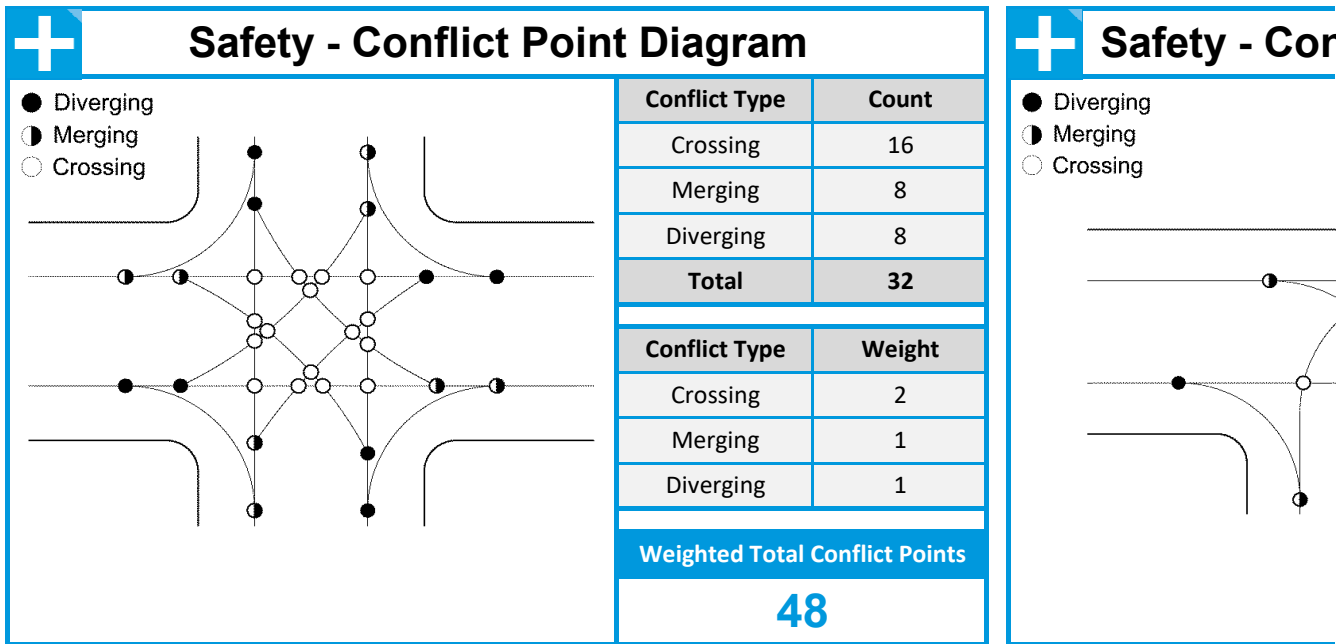 Safety - Conflict Point Diagram
Diverging
Merging
Crossing
Conflict Type Count
Crossing 16
Merging 8
Diverging 8
Total 32
Conflict Type Weight
Crossing 2
Merging 1
Diverging 1
Weighted Total Conflict Points
48
Safety - Con
Diverging
Merging
Crossing